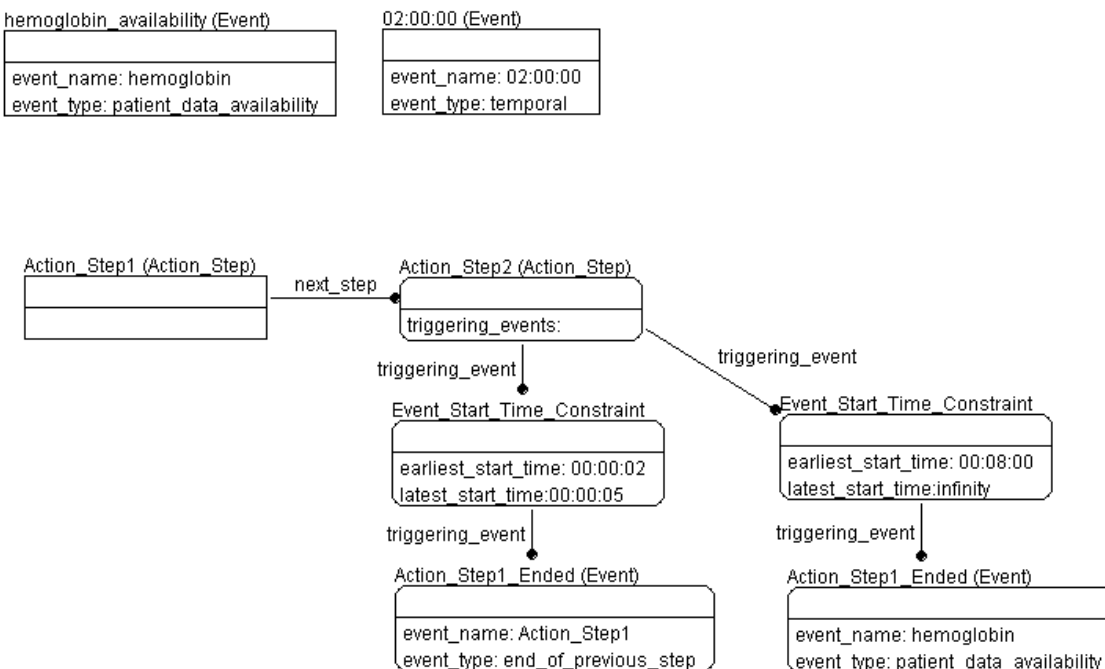 hemoglobin_availability (Event)
event_name: hemoglobin
event_type: patient_data_availability
02:00:00 (Event)
event_name: 02:00:00
event_type: temporal
Action_Step1 (Action_Step)
next_step
Action_Step2 (Action_Step)
triggering_events:
triggering_event
triggering_event
Event_Start_Time_Constraint
earliest_start_time: 00:00:02
latest_start_time:00:00:05
Event_Start_Time_Constraint
earliest_start_time: 00:08:00
latest_start_time:infinity
triggering_event
triggering_event
Action_Step1_Ended (Event)
event_name: Action_Step1
event_type: end_of_previous_step
Action_Step1_Ended (Event)
event_name: hemoglobin
event_type: patient_data_availability